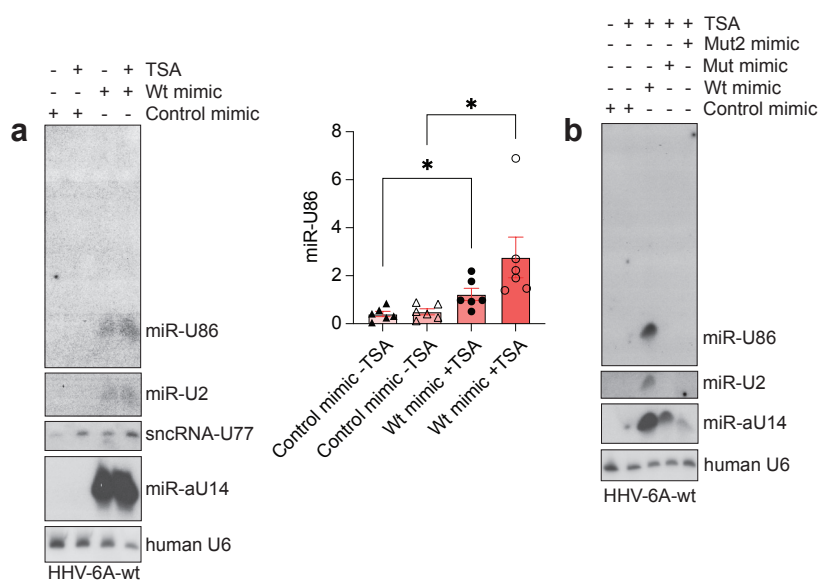 a
- + - + TSA
- - + + Wt mimic
+ + - - Control mimic
miR-U86
miR-U2
sncRNA-U77
miR-aU14
human U6
HHV-6A-wt
miR-U86
8
6
4
2
0
*
*
Control mimic -TSA
Control mimic -TSA
Wt mimic +TSA
Wt mimic +TSA
b
- + + + + TSA
- - - - + Mut2 mimic
- - - + - Mut mimic
- - + - - Wt mimic
+ + - - - Control mimic
miR-U86
miR-U2
miR-aU14
human U6
HHV-6A-wt